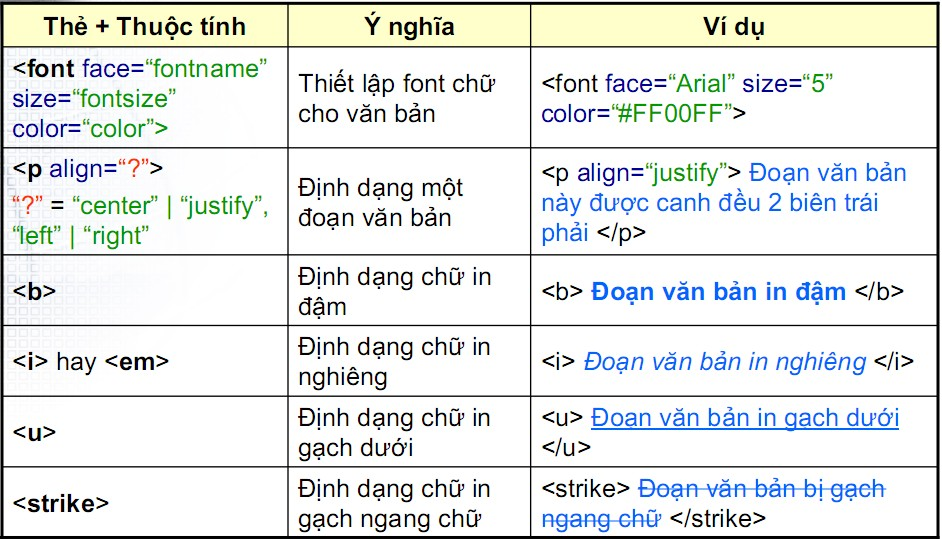 Thẻ + Thuộc tính
Ý nghĩa
Ví dụ
<font face=“fontname”
size=“fontsize”
color=“color”>
Thiết lập font chữ
cho văn bản
<font face=“Arial” size=“5”
color=“#FF00FF”>
<p align=“?”>
“?” = “center” | “justify”,
“left” | “right”
Định dạng một
đoạn văn bản
<p align=“justify”> Đoạn văn bản
này được canh đều 2 biên trái
phải </p>
<b>
Định dạng chữ in
đậm
<b> Đoạn văn bản in đậm </b>
<i> hay <em>
Định dạng chữ in
nghiêng
<i> Đoạn văn bản in nghiêng </i>
<u>
Định dạng chữ in
gạch dưới
<u> Đoạn văn bản in gạch dưới
</u>
<strike>
Định dạng chữ in
gạch ngang chữ
<strike> Đoạn văn bản bị gạch
ngang chữ </strike>